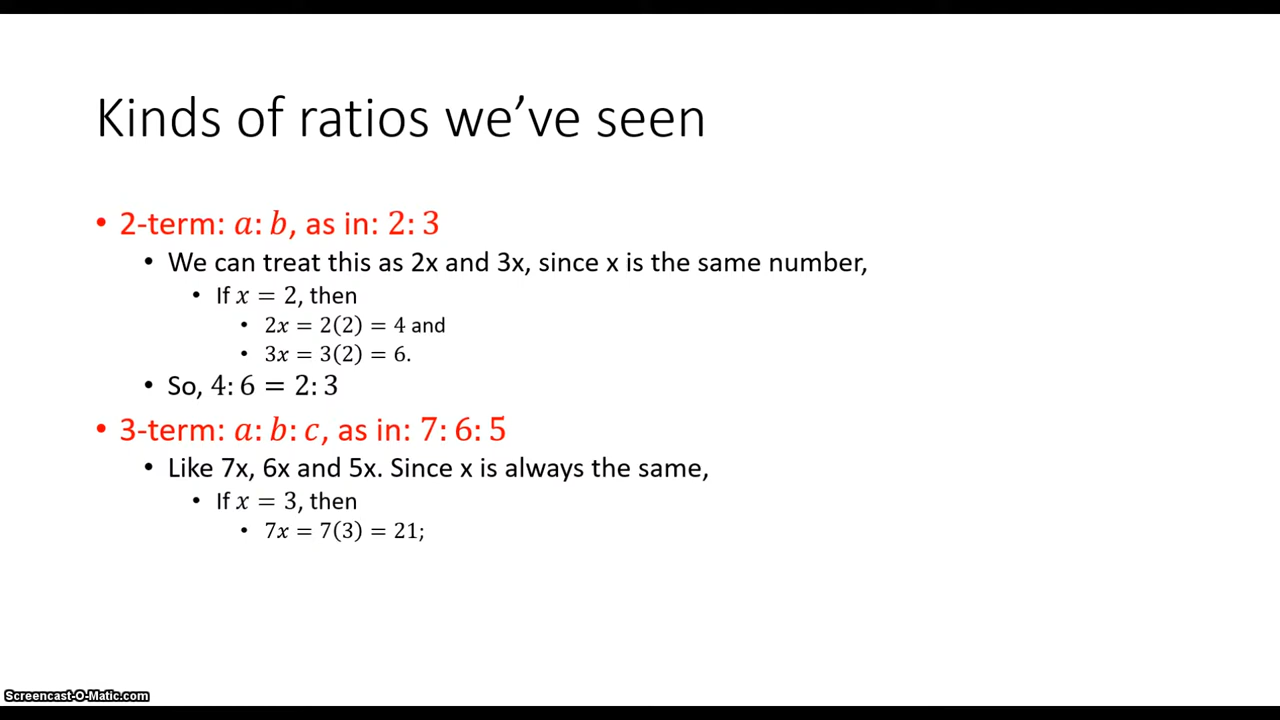 Kinds of ratios we've seen
• 2-term: a: b, as in: 2: 3
• We can treat this as 2x and 3x, since x is the same number,
• If x = 2, then
• 2x = 2(2) = 4 and
• 3x = 3(2) = 6.
• So, 4: 6 = 2: 3
• 3-term: a: b: c, as in: 7: 6: 5
• Like 7x, 6x and 5x. Since x is always the same,
• If x = 3, then
• 7x = 7(3) = 21;
Screencast-O-Matic.com